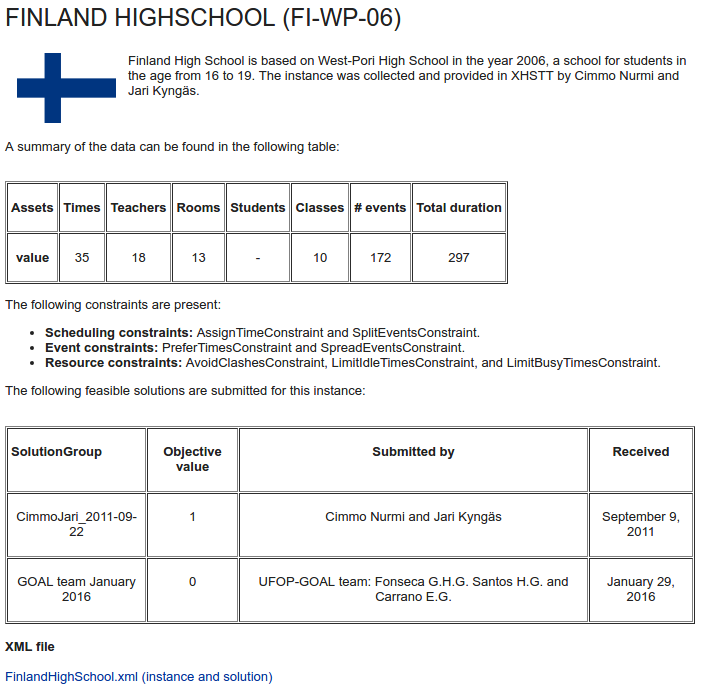 FINLAND HIGHSCHOOL (FI-WP-06)
Finland High School is based on West-Pori High School in the year 2006, a school for students in
the age from 16 to 19. The instance was collected and provided in XHSTT by Cimmo Nurmi and
Jari Kyngäs.
A summary of the data can be found in the following table:
Assets Times Teachers Rooms Students Classes # events Total duration
value 35 18 13 - 10 172 297
The following constraints are present:
• Scheduling constraints: AssignTimeConstraint and SplitEventsConstraint.
• Event constraints: PreferTimesConstraint and SpreadEventsConstraint.
• Resource constraints: AvoidClashesConstraint, LimitIdleTimesConstraint, and LimitBusyTimesConstraint.
The following feasible solutions are submitted for this instance:
SolutionGroup Objective Submitted by Received
value
CimmoJari_2011-09- 1 Cimmo Nurmi and Jari Kyngäs September 9,
22 2011
GOAL team January 0 UFOP-GOAL team: Fonseca G.H.G. Santos H.G. and January 29,
2016 Carrano E.G. 2016
XML file
FinlandHighSchool.xml (instance and solution)